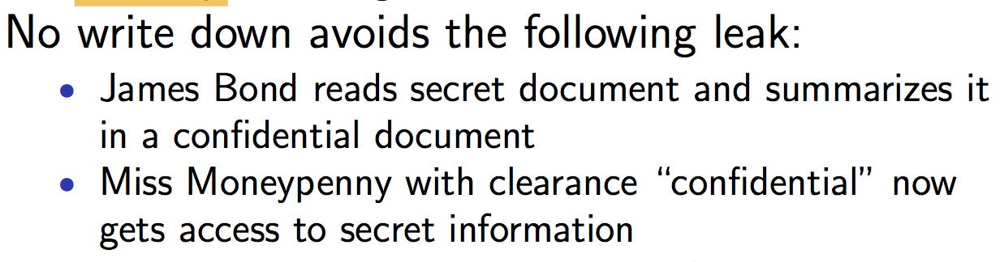 No write down avoids the following leak:
• James Bond reads secret document and summarizes it
in a confidential document
• Miss Moneypenny with clearance “confidential” now
gets access to secret information